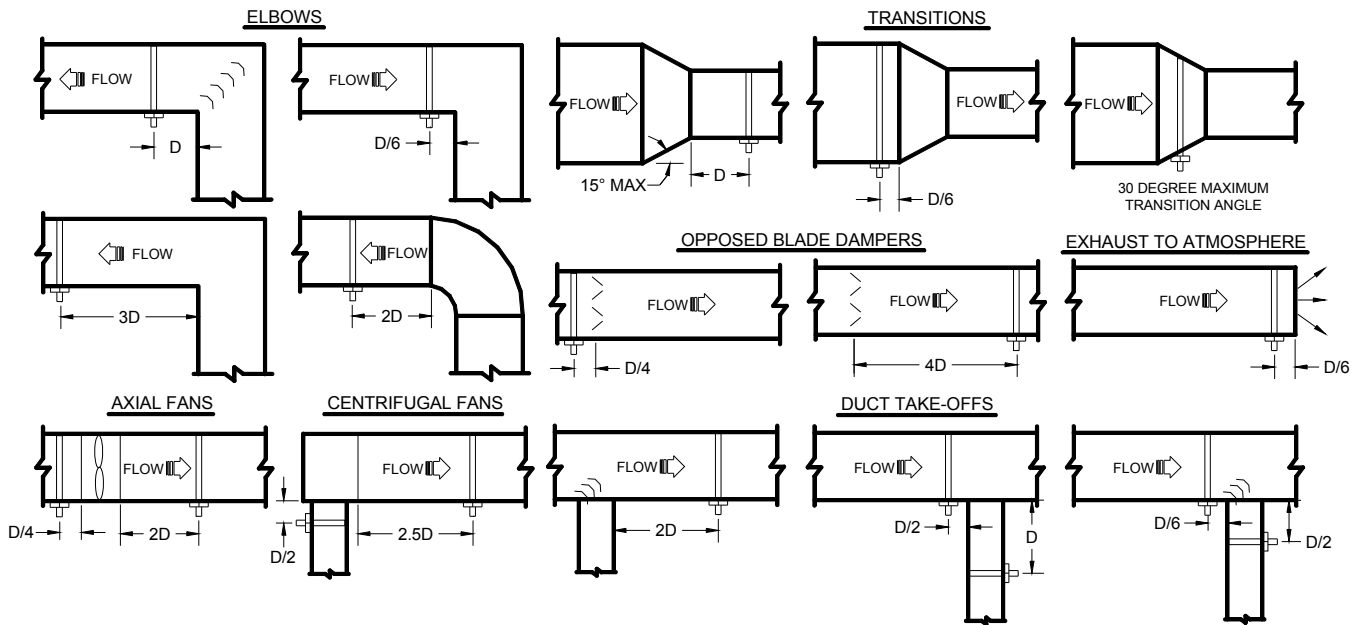 ELBOWS
TRANSITIONS
FLOW
D
FLOW
D/6
FLOW
15° MAX
D
FLOW
D/6
FLOW
30 DEGREE MAXIMUM
TRANSITION ANGLE
FLOW
3D
FLOW
2D
OPPOSED BLADE DAMPERS
EXHAUST TO ATMOSPHERE
FLOW
D/4
FLOW
4D
FLOW
D/6
AXIAL FANS
CENTRIFUGAL FANS
DUCT TAKE-OFFS
FLOW
D/4
2D
FLOW
D/2
2.5D
FLOW
2D
FLOW
D/2
D
FLOW
D/6
D/2